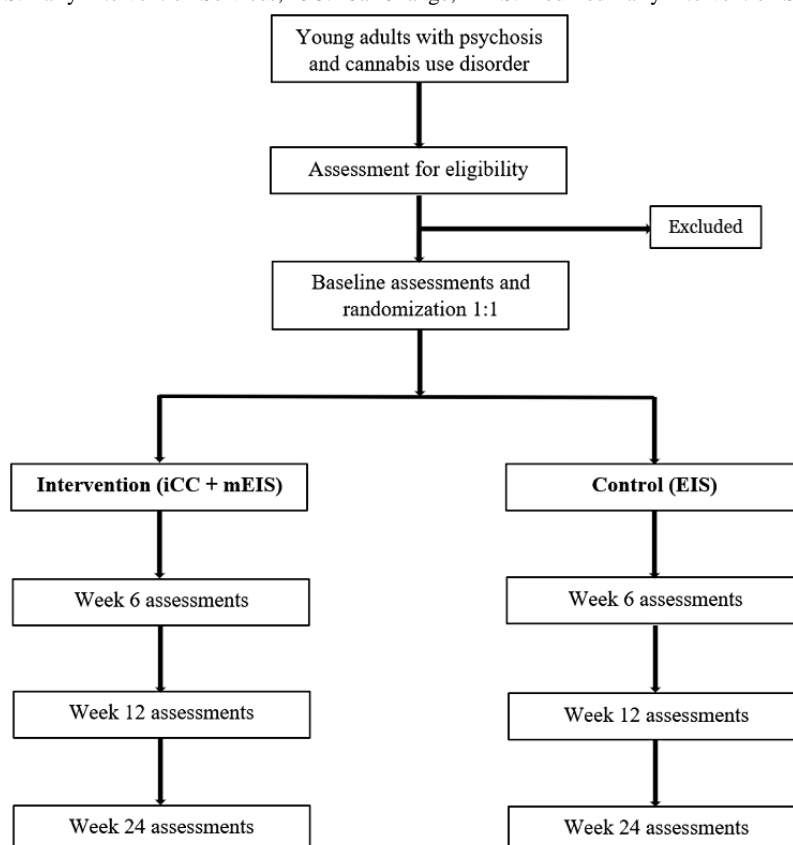 Young adults with psychosis
and cannabis use disorder
Assessment for eligibility
Excluded
Baseline assessments and
randomization 1:1
Intervention (iCC + mEIS)
Control (EIS)
Week 6 assessments
Week 6 assessments
Week 12 assessments
Week 12 assessments
Week 24 assessments
Week 24 assessments